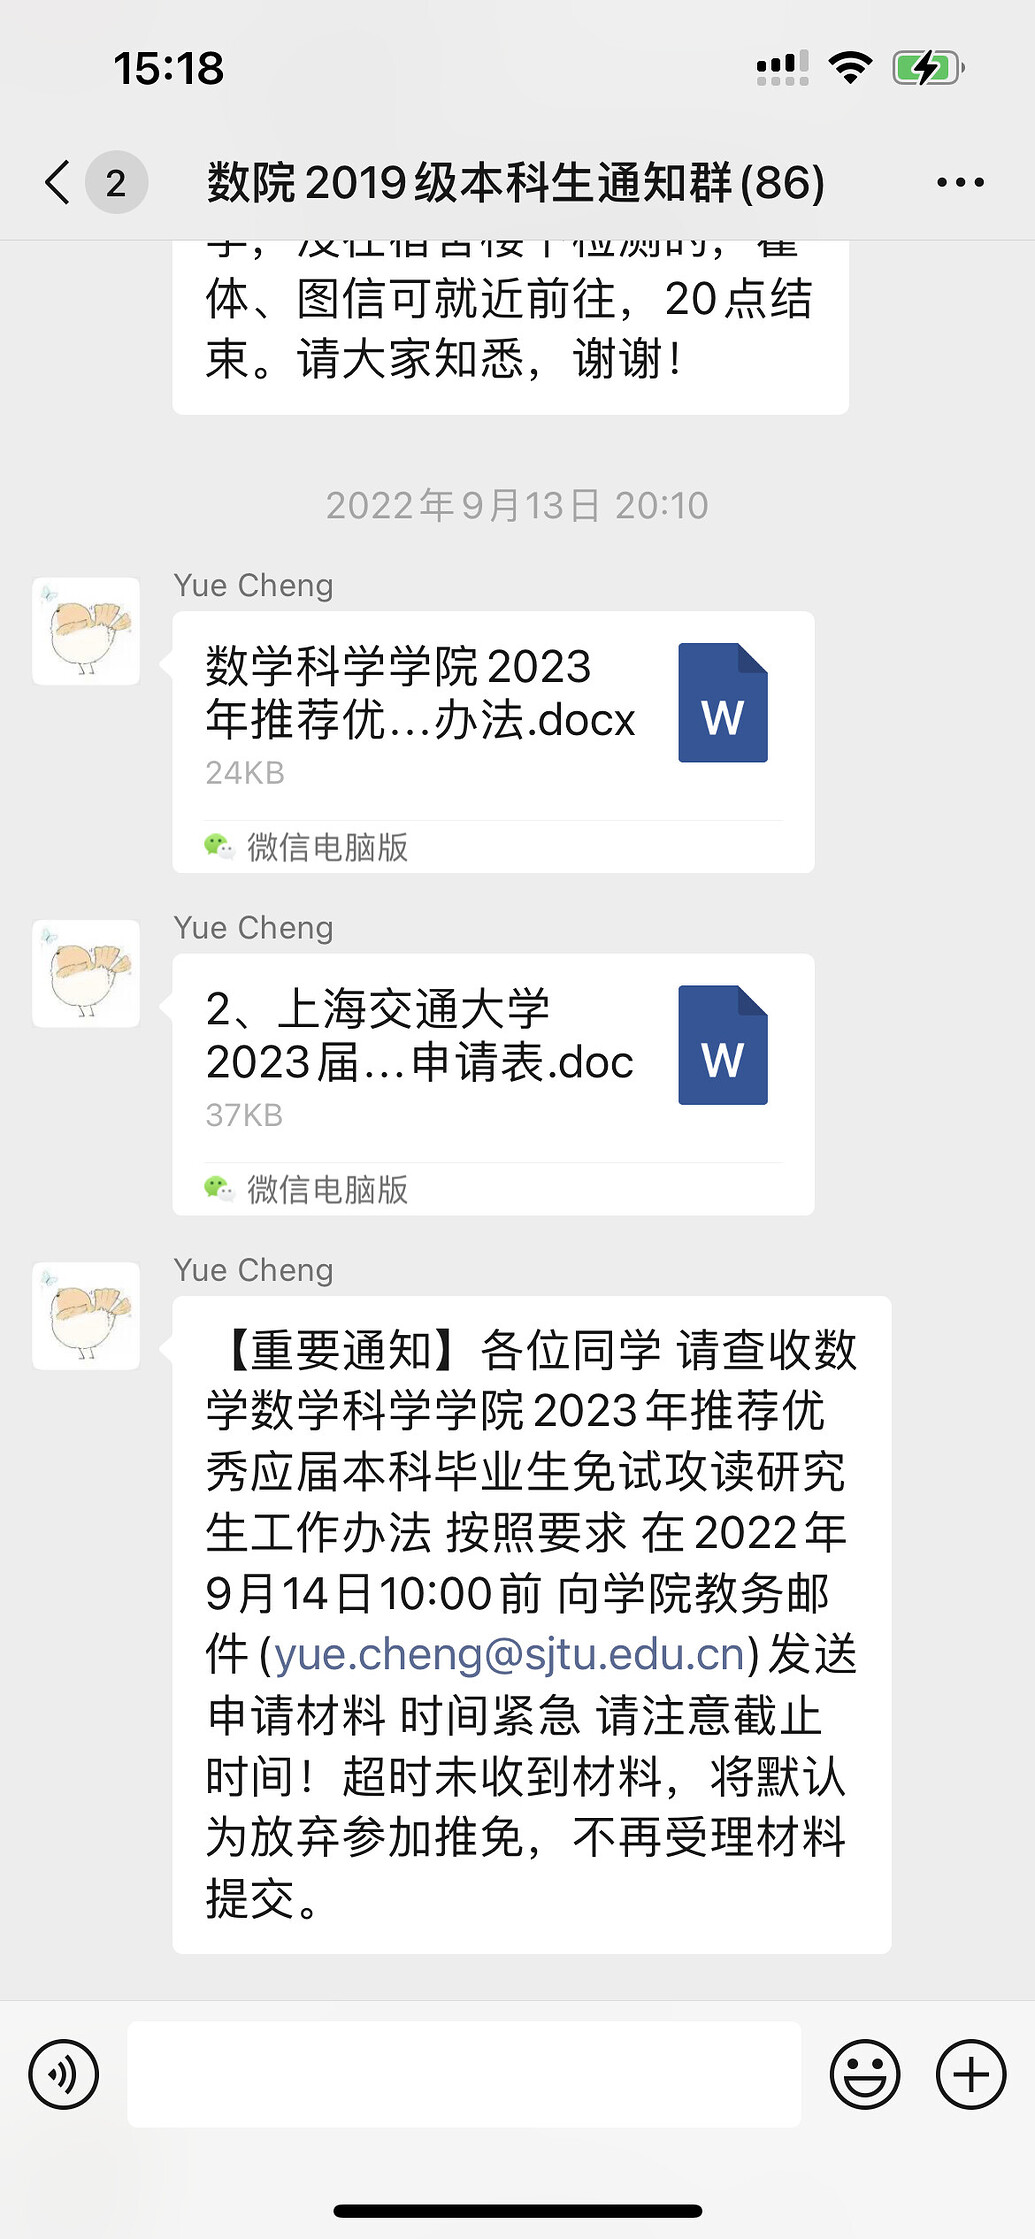 15:18
2
数院2019级本科生通知群(86)
体、图信可就近前往，20点结
束。请大家知悉，谢谢！
2022年9月13日 20:10
Yue Cheng
数学科学学院2023
年推荐优...办法.docx
W
24KB
微信电脑版
Yue Cheng
2、上海交通大学
2023届...申请表.doc
W
37KB
微信电脑版
Yue Cheng
【重要通知】各位同学 请查收数
学数学科学学院2023年推荐优
秀应届本科毕业生免试攻读研究
生工作办法 按照要求 在2022年
9月14日10:00前 向学院教务邮
件(yue.cheng@sjtu.edu.cn)发送
申请材料 时间紧急 请注意截止
时间！超时未收到材料，将默认
为放弃参加推免，不再受理材料
提交。